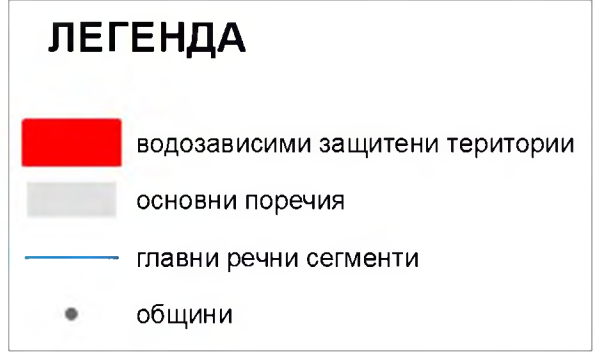 ЛЕГЕНДА
водозависими защитени територии
основни поречия
главни речни сегменти
общини